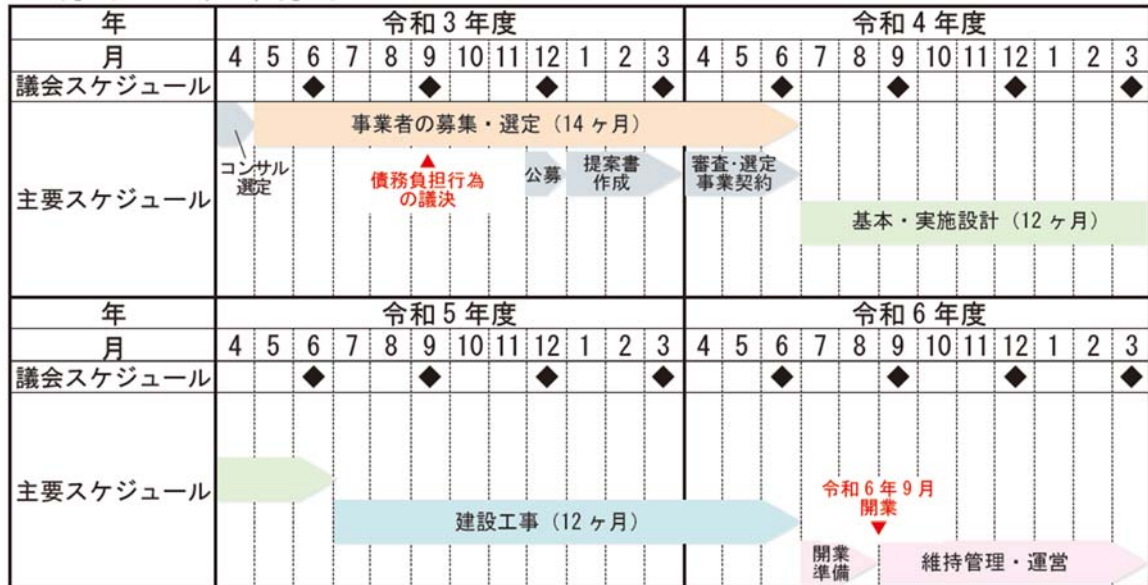 年 令和3年度 令和4年度
月 4 5 6 7 8 9 10 11 12 1 2 3 4 5 6 7 8 9 10 11 12 1 2 3
議会スケジュール ◆ ◆ ◆ ◆ ◆ ◆ ◆ ◆
主要スケジュール
事業者の募集・選定(14ヶ月)
コンサル
選定
▲
債務負担行為
の議決
公募
提案書
作成
審査・選定
事業契約
基本・実施設計(12ヶ月)
年 令和5年度 令和6年度
月 4 5 6 7 8 9 10 11 12 1 2 3 4 5 6 7 8 9 10 11 12 1 2 3
議会スケジュール ◆ ◆ ◆ ◆ ◆ ◆ ◆ ◆
主要スケジュール
建設工事(12ヶ月)
令和6年9月
開業
▼
開業
準備
維持管理・運営